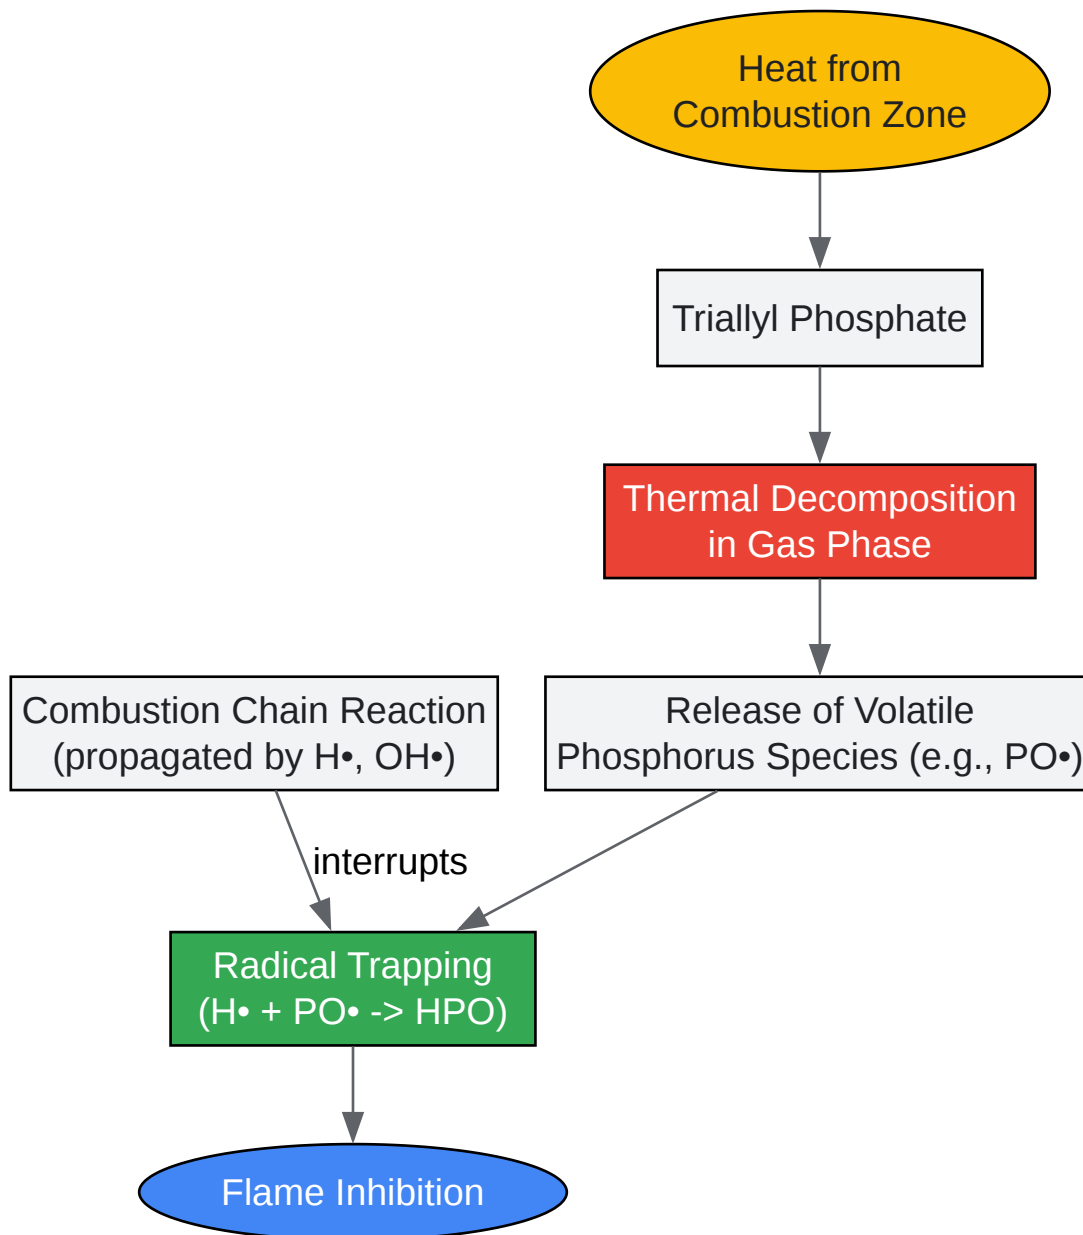 Heat from
Combustion Zone
Triallyl Phosphate
Thermal Decomposition
in Gas Phase
Combustion Chain Reaction
(propagated by H•, OH•)
Release of Volatile
Phosphorus Species (e.g., PO•)
interrupts
Radical Trapping
(H• + PO• -> HPO)
Flame Inhibition